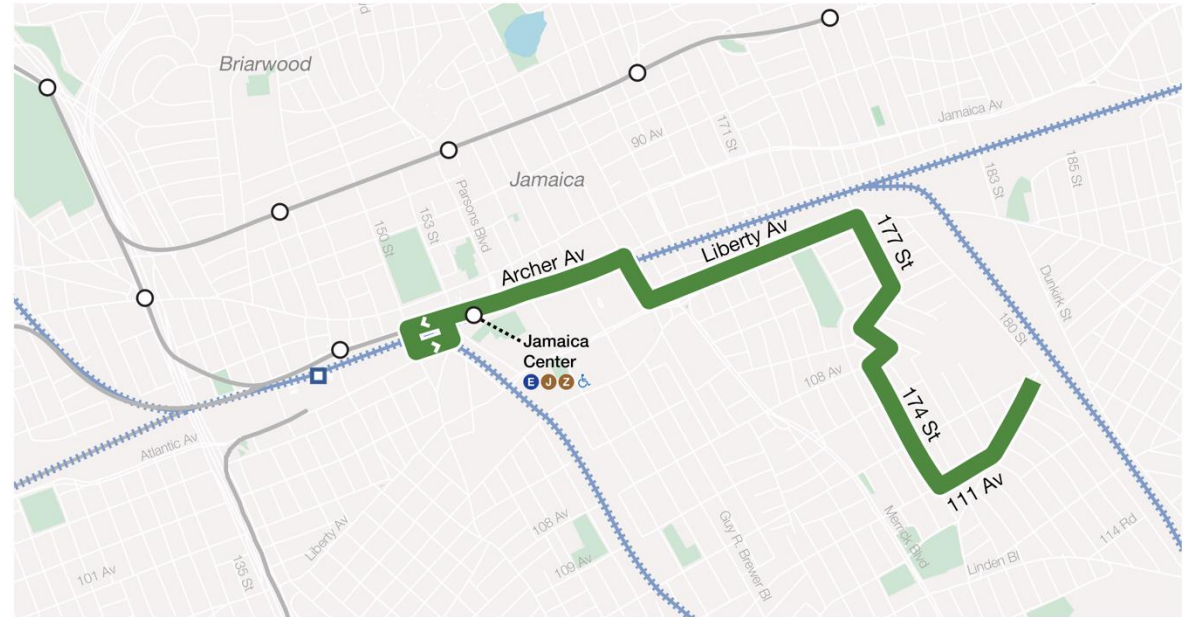 Briarwood
Jamaica Av
171 St
90 Av
183 St
185 St
Jamaica
Parsons Blvd
153 St
150 St
177 St
Liberty Av
Archer Av
Dunkirk St
180 St
Jamaica
Center
E J Z
108 Av
174 St
Atlantic Av
111 Av
Merrick Blvd
Guy R. Brewer Bl
108 Av
109 Av
Liberty Av
114 Rd
Linden Bl
135 St
101 Av